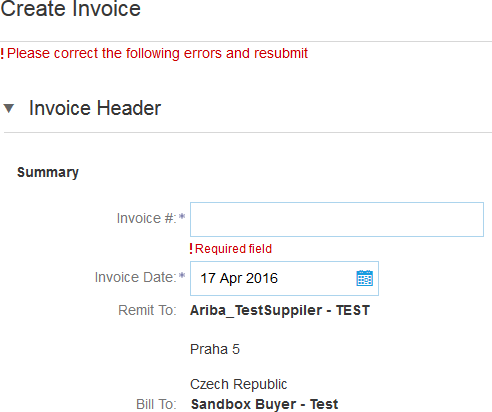 Create Invoice
! Please correct the following errors and resubmit
▼ Invoice Header
Summary
Invoice #:*
! Required field
Invoice Date:* 17 Apr 2016
Remit To: Ariba_TestSuppiler - TEST
Praha 5
Czech Republic
Bill To: Sandbox Buyer - Test